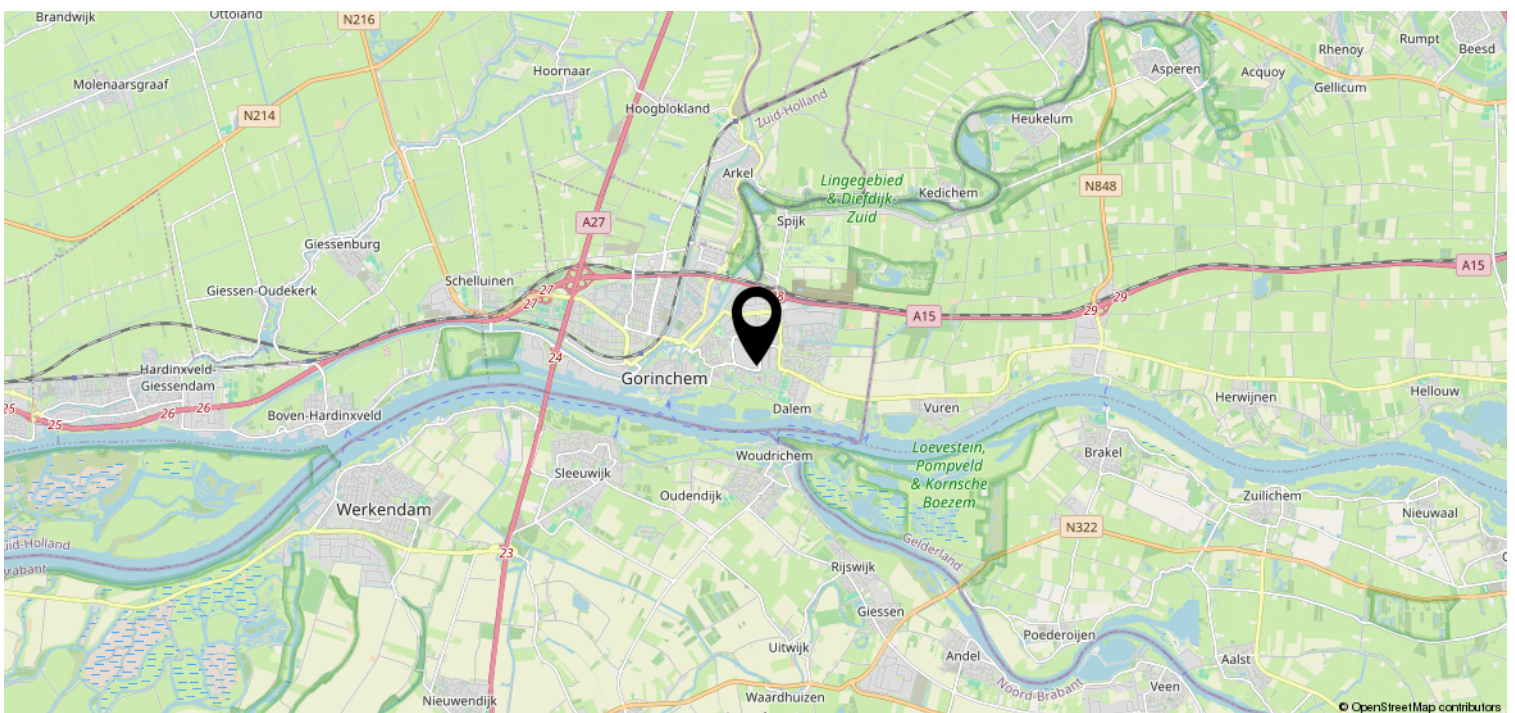 Brandwijk
Ottoland
N216
Rumpt
Rhenoy
Beesd
Hoornaar
Asperen
Acquoy
Molenaarsgraaf
Gellicum
Hoogblokland
Zuid-Holland
N214
Heukelum
Arkel
Lingegebied
& Diefdijk-
Zuid
N848
Kedichem
Spijk
A27
Giessenburg
A15
Schelluinen
Giessen-Oudekerk
27
27
29
29
A15
24
Hardinxveld-
Giessendam
Gorinchem
Hellouw
Herwijnen
25
26
26
25
Boven-Hardinxveld
Dalem
Vuren
Loevestein,
Pompveld
& Kornsche
Boezem
Woudrichem
Brakel
Sleeuwijk
Oudendijk
Zuilichem
Werkendam
Nieuwaal
N322
uid-Holland
Gelderland
23
Rijswijk
rabant
Giessen
Poederoijen
Uitwijk
Andel
Aalst
Noord-Brabant
Veen
Nieuwendijk
Waardhuizen
© OpenStreetMap contributors